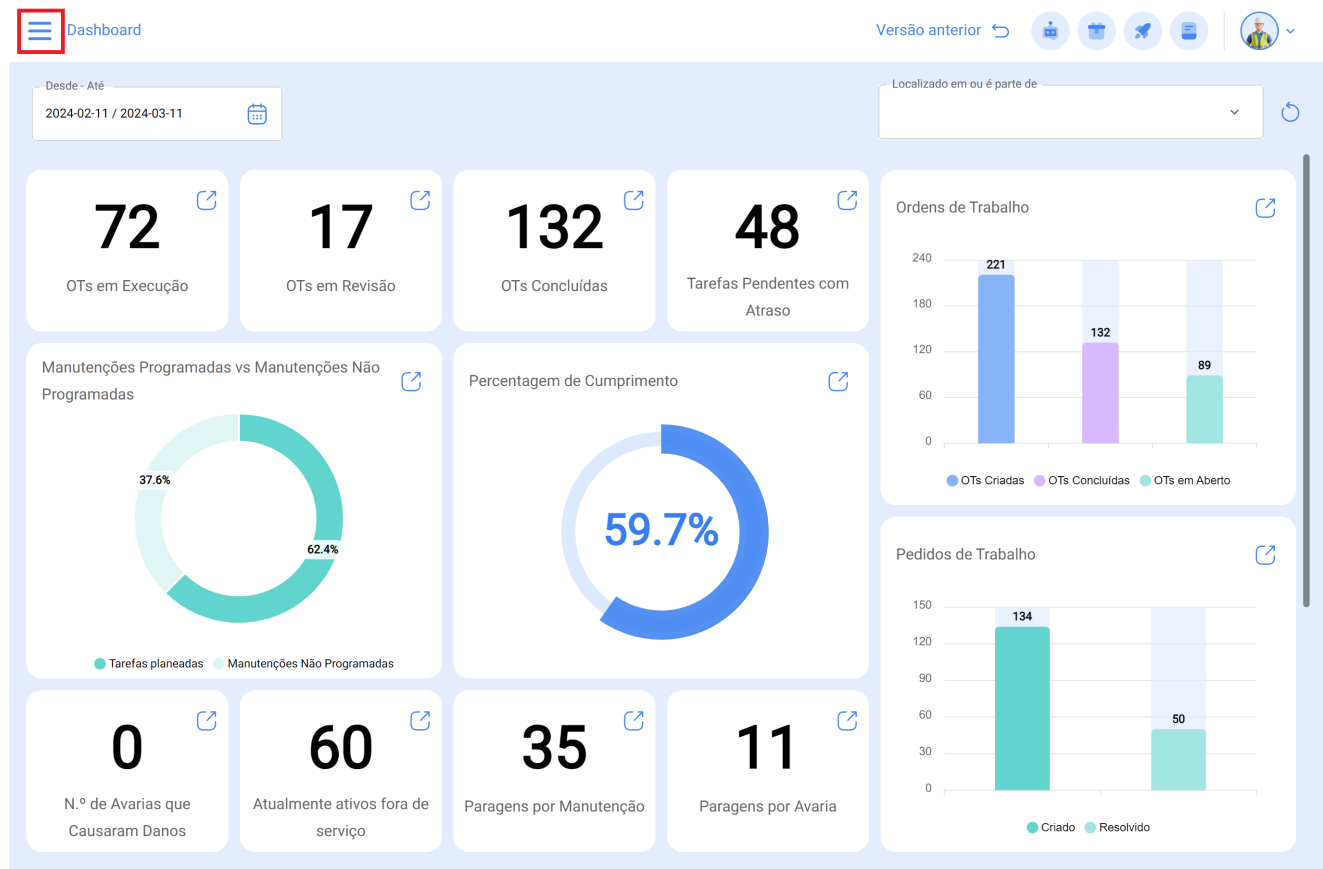 Dashboard
Versão anterior
Desde - Até
2024-02-11 / 2024-03-11
Localizado em ou é parte de
72
OTs em Execução
17
OTs em Revisão
132
OTs Concluídas
48
Tarefas Pendentes com
Atraso
Ordens de Trabalho
240
180
120
60
0
221
132
89
OTs Criadas
OTs Concluídas
OTs em Aberto
Manutenções Programadas vs Manutenções Não
Programadas
37.6%
62.4%
Tarefas planeadas
Manutenções Não Programadas
Percentagem de Cumprimento
59.7%
Pedidos de Trabalho
150
120
90
60
30
0
134
50
Criado
Resolvido
0
N.º de Avarias que
Causaram Danos
60
Atualmente ativos fora de
serviço
35
Paragens por Manutenção
11
Paragens por Avaria